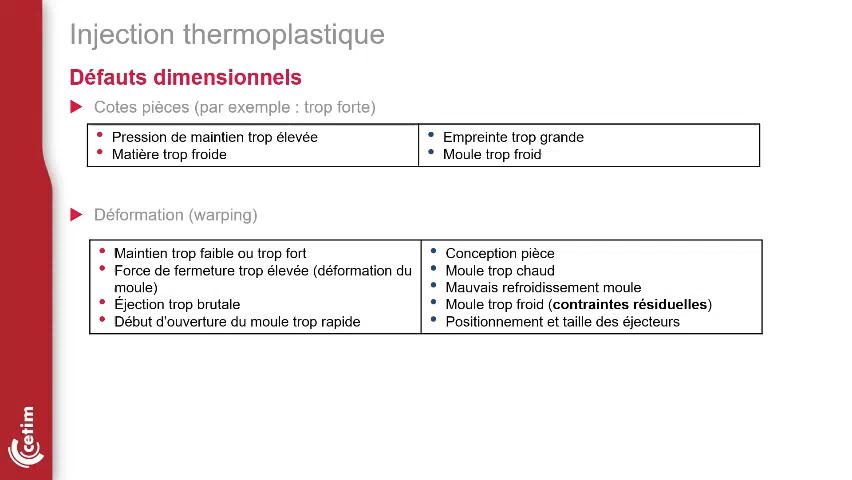 Injection thermoplastique
Défauts dimensionnels
Cotes pièces (par exemple : trop forte)
Pression de maintien trop élevée
Matière trop froide
Empreinte trop grande
Moule trop froid
Déformation (warping)
Maintien trop faible ou trop fort
Force de fermeture trop élevée (déformation du
moule)
Éjection trop brutale
Début d'ouverture du moule trop rapide
Conception pièce
Moule trop chaud
Mauvais refroidissement moule
Moule trop froid (contraintes résiduelles)
Positionnement et taille des éjecteurs
cetim